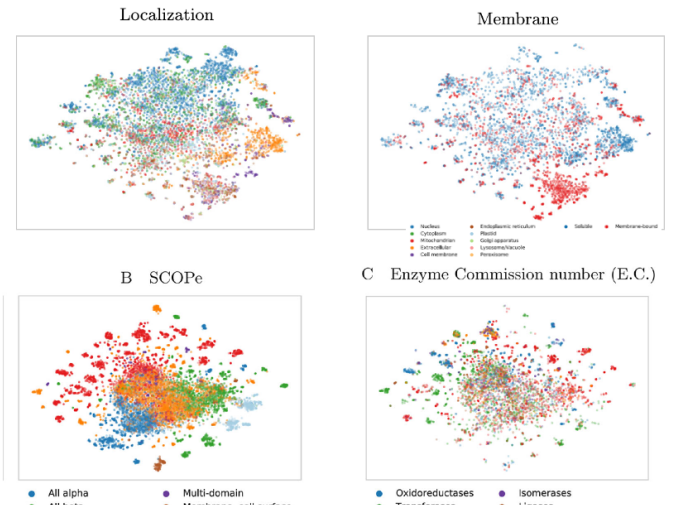 Localization
Membrane
Nucleus
Cytoplasm
Mitochondrion
Extracellular
Cell membrane
Endoplasmic reticulum
Plastid
Golgi apparatus
Lysosome/Vacuole
Peroxisome
Soluble
Membrane-bound
B SCOPe
C Enzyme Commission number (E.C.)
All alpha
Multi-domain
Oxidoreductases
Isomerases